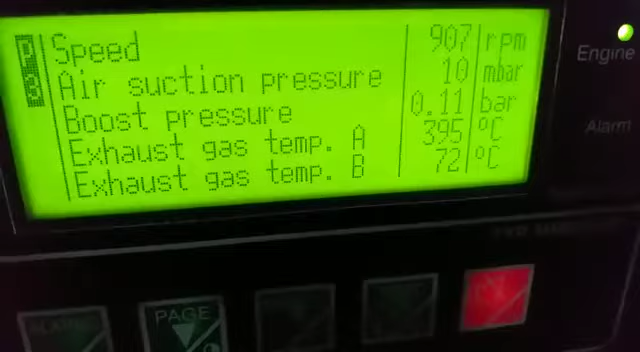 P3
Speed 907 rpm
Air suction pressure 10 mbar
Boost pressure 0.11 bar
Exhaust gas temp. A 395 °C
Exhaust gas temp. B 72 °C
Engine
Alarm
PAGE